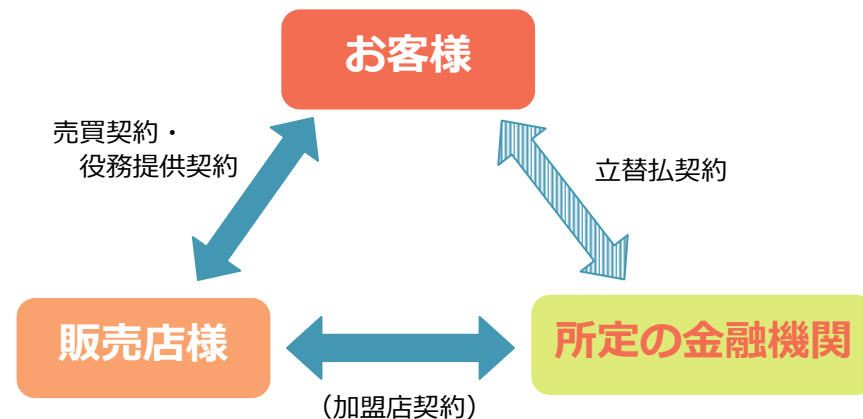 お客様
売買契約・
役務提供契約
立替払契約
販売店様
所定の金融機関
（加盟店契約）